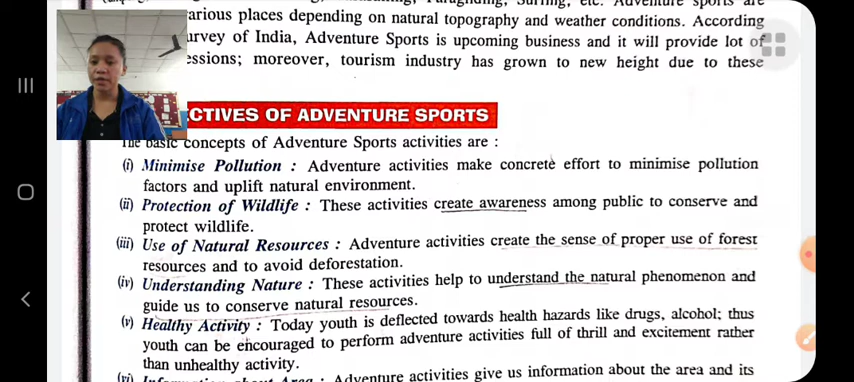 arious places depending on natural topography and weather conditions. According
urvey of India, Adventure Sports is upcoming business and it will provide lot of
essions; moreover, tourism industry has grown to new height due to these
CTIVES OF ADVENTURE SPORTS
The basic concepts of Adventure Sports activities are :
(i) Minimise Pollution : Adventure activities make concrete effort to minimise pollution
factors and uplift natural environment.
(ii) Protection of Wildlife : These activities create awareness among public to conserve and
protect wildlife.
(iii) Use of Natural Resources : Adventure activities create the sense of proper use of forest
resources and to avoid deforestation.
(iv) Understanding Nature : These activities help to understand the natural phenomenon and
guide us to conserve natural resources.
(v) Healthy Activity : Today youth is deflected towards health hazards like drugs, alcohol; thus
youth can be encouraged to perform adventure activities full of thrill and excitement rather
than unhealthy activity.
(vi) Information about Area : Adventure activities give us information about the area and its